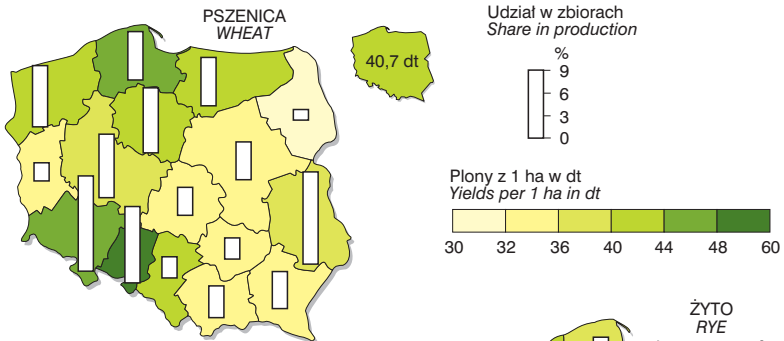 PSZENICA
WHEAT
40,7 dt
Udział w zbiorach
Share in production
%
9
6
3
0
Plony z 1 ha w dt
Yields per 1 ha in dt
30 32 36 40 44 48 60
ŻYTO
RYE